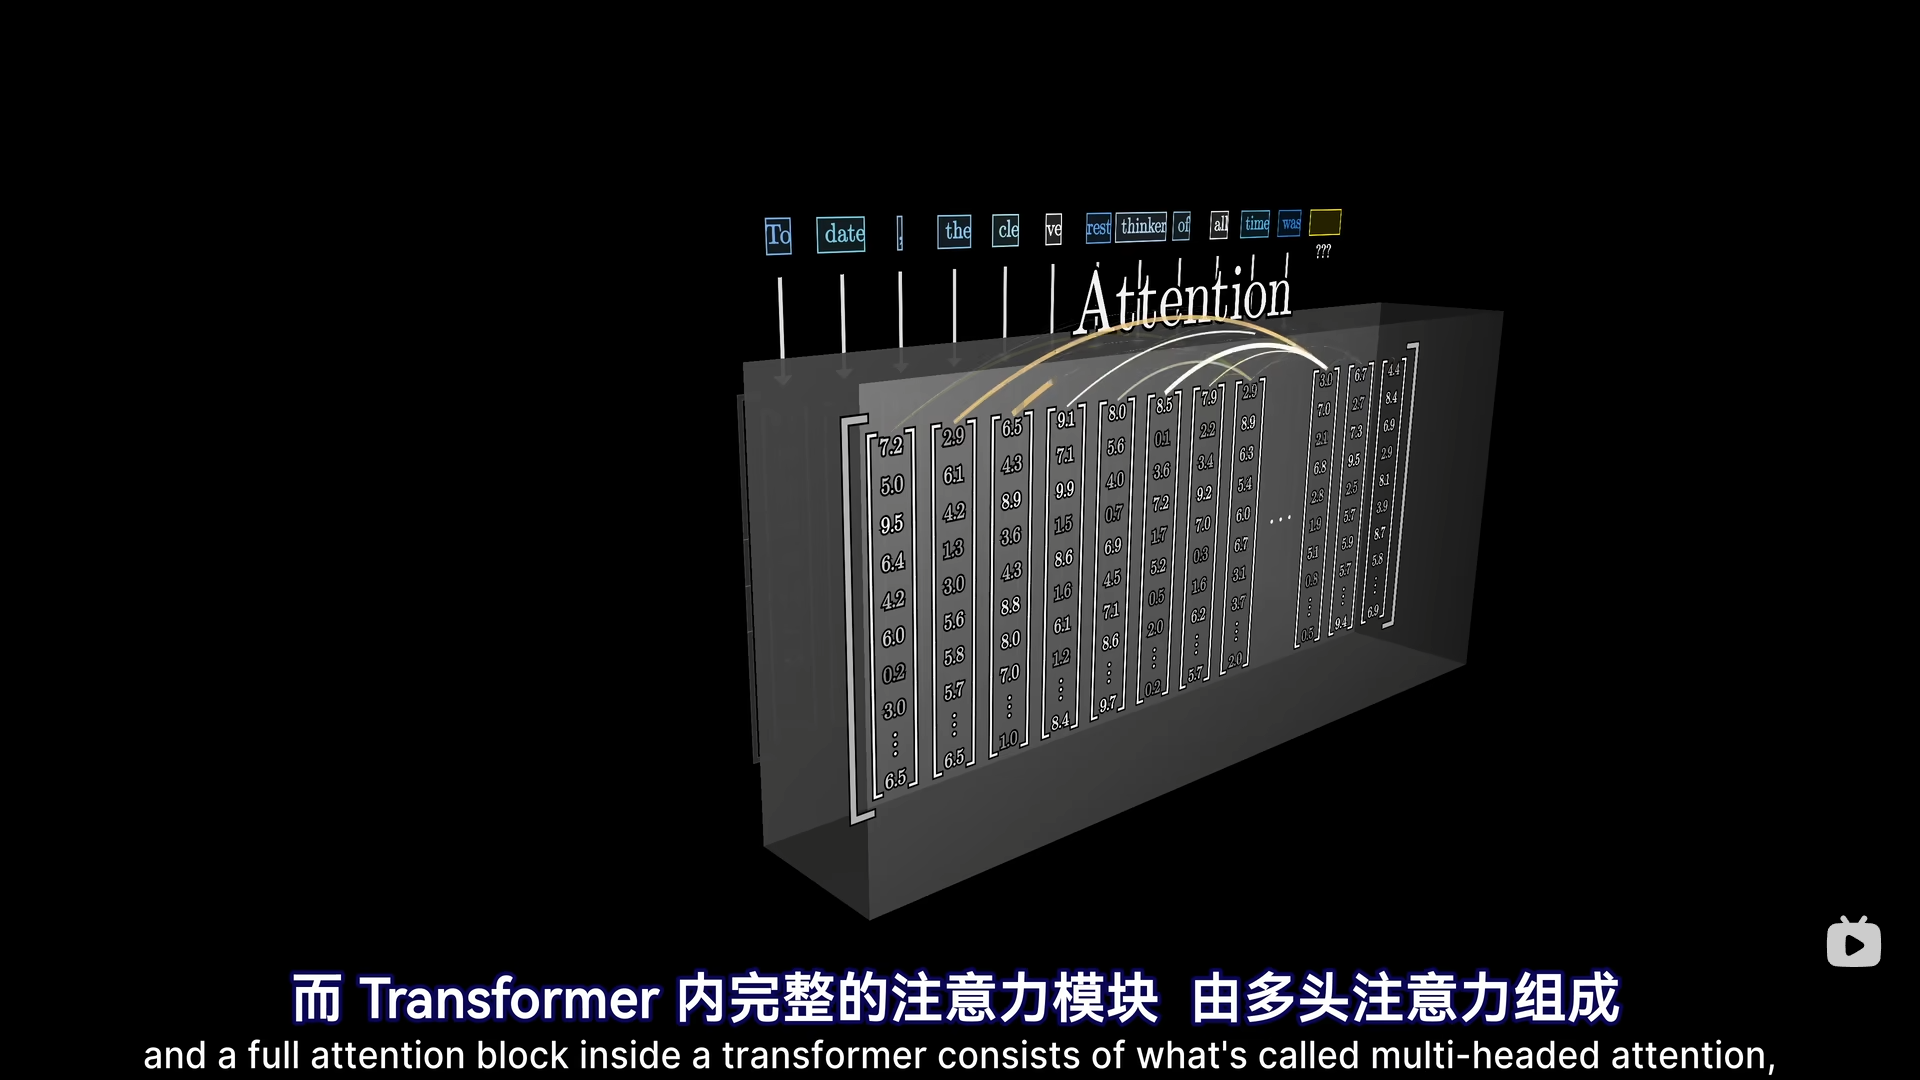 To date , the cle ve rest thinker of all time was
???
Attention
7.2 2.9 6.5 9.1 8.0 8.5 7.9 2.9 3.0 6.7 4.4
5.0 6.1 4.3 7.1 5.6 0.1 2.2 8.9 7.0 2.7 8.4
9.5 4.2 8.9 9.9 4.0 3.6 3.4 6.3 2.1 7.3 6.9
6.4 1.3 3.6 1.5 0.7 7.2 9.2 5.4 6.8 9.5 2.9
4.2 3.0 4.3 8.6 6.9 1.7 7.0 6.0 ... 2.8 2.5 8.1
6.0 5.6 8.8 1.6 4.5 5.2 0.3 6.7 1.9 5.7 3.9
0.2 5.8 8.0 6.1 7.1 0.5 1.6 3.1 5.1 5.9 8.7
3.0 5.7 7.0 1.2 8.6 2.0 6.2 3.7 0.8 5.7 5.8
⋮ ⋮ ⋮ ⋮ ⋮ ⋮ ⋮ ⋮ ⋮ ⋮ ⋮
6.5 6.5 1.0 8.4 9.7 0.2 5.7 2.0 0.5 9.4 6.9
而 Transformer 内完整的注意力模块 由多头注意力组成
and a full attention block inside a transformer consists of what's called multi-headed attention,